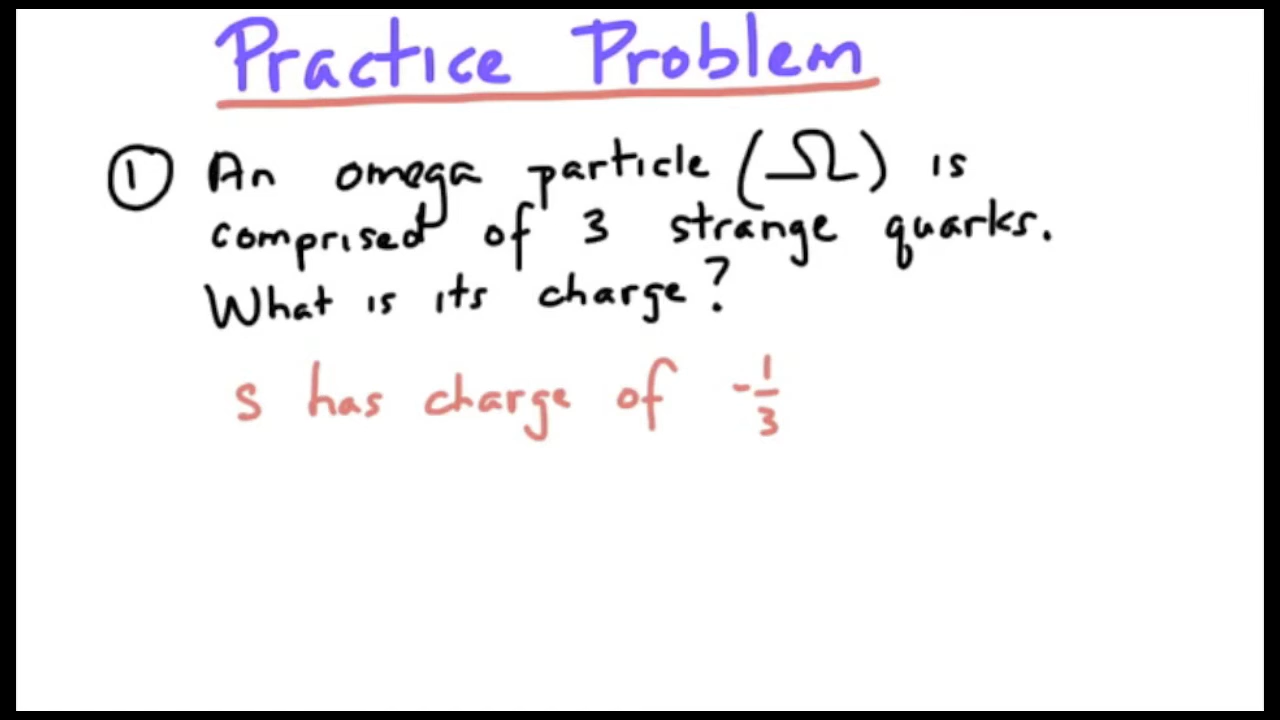 Practice Problem
① An omega particle (Ω) is
comprised of 3 strange quarks.
What is its charge?
s has charge of -1/3